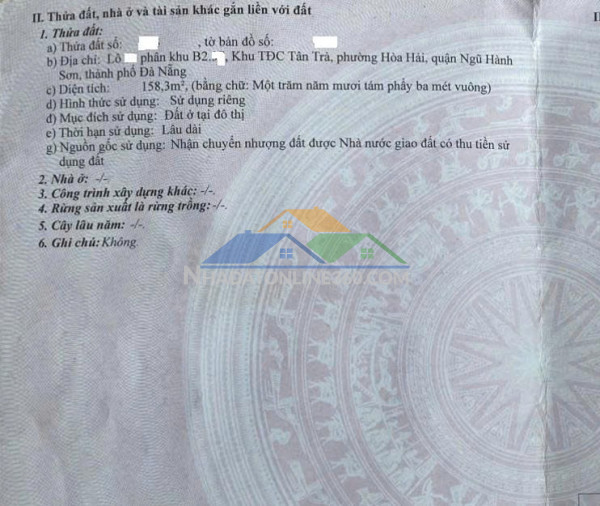 II. Thửa đất, nhà ở và tài sản khác gắn liền với đất
1. Thửa đất:
a) Thửa đất số: , tờ bản đồ số:
b) Địa chỉ: Lô phân khu B2. , Khu TĐC Tân Trà, phường Hòa Hải, quận Ngũ Hành
Sơn, thành phố Đà Nẵng
c) Diện tích: 158,3m², (bằng chữ: Một trăm năm mươi tám phẩy ba mét vuông)
d) Hình thức sử dụng: Sử dụng riêng
đ) Mục đích sử dụng: Đất ở tại đô thị
e) Thời hạn sử dụng: Lâu dài
g) Nguồn gốc sử dụng: Nhận chuyển nhượng đất được Nhà nước giao đất có thu tiền sử
dụng đất
2. Nhà ở: -/-
3. Công trình xây dựng khác: -/-.
4. Rừng sản xuất là rừng trồng: -/-.
5. Cây lâu năm: -/-.
6. Ghi chú: Không.